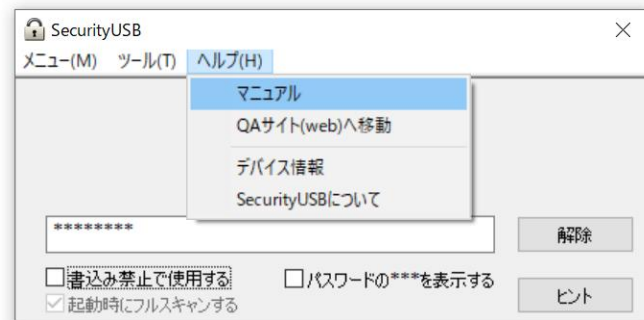 SecurityUSB
メニュー(M) ツール(T) ヘルプ(H)
マニュアル
QAサイト(web)へ移動
デバイス情報
SecurityUSBについて
********
解除
書込み禁止で使用する
パスワードの***を表示する
起動時にフルスキャンする
ヒント